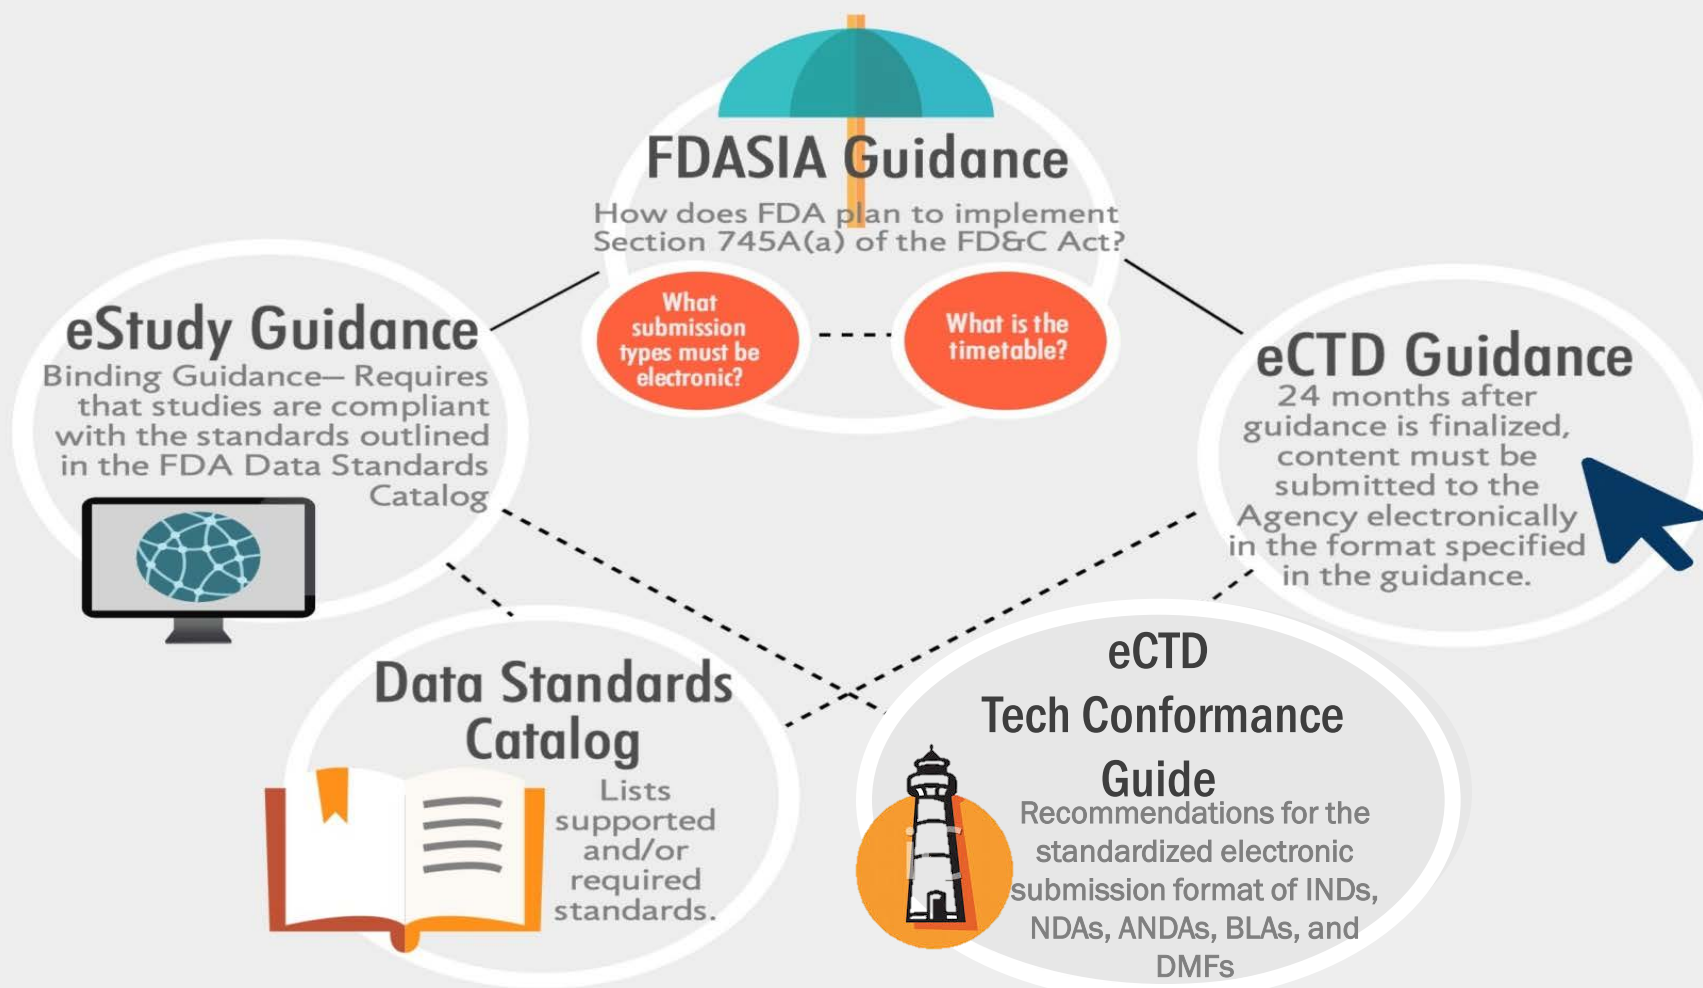 FDASIA Guidance
How does FDA plan to implement
Section 745A(a) of the FD&C Act?
What
submission
types must be
electronic?
What is the
timetable?
eStudy Guidance
Binding Guidance— Requires
that studies are compliant
with the standards outlined
in the FDA Data Standards
Catalog
eCTD Guidance
24 months after
guidance is finalized,
content must be
submitted to the
Agency electronically
in the format specified
in the guidance.
Data Standards
Catalog
Lists
supported
and/or
required
standards.
eCTD
Tech Conformance
Guide
Recommendations for the
standardized electronic
submission format of INDs,
NDAs, ANDAs, BLAs, and
DMFs